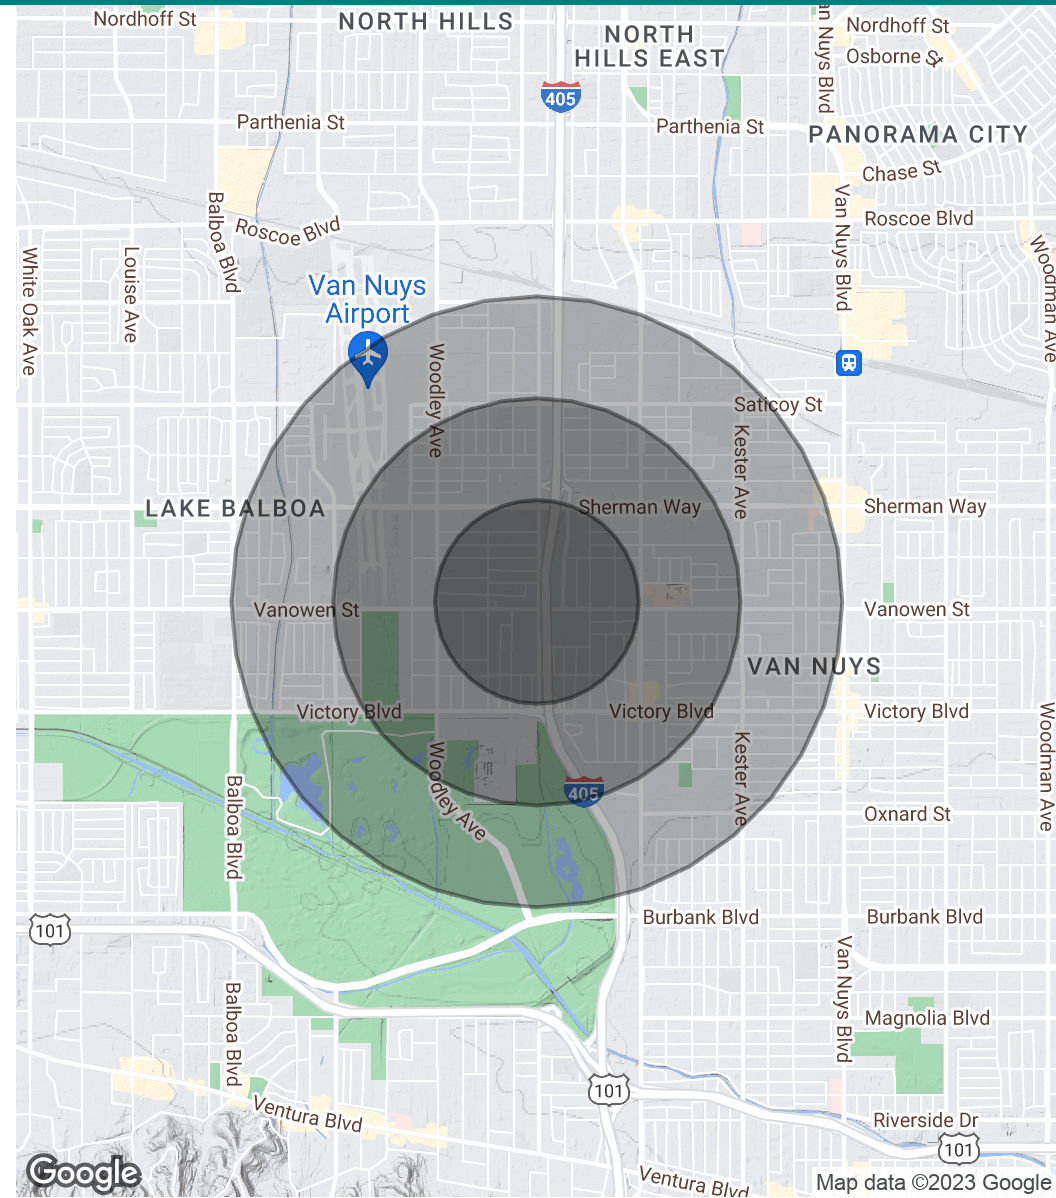 Nordhoff St
NORTH HILLS
NORTH
HILLS EAST
an Nuys Blvd
Nordhoff St
Osborne St
405
Parthenia St
Parthenia St
PANORAMA CITY
Chase St
Balboa Blvd
Roscoe Blvd
Van Nuys Blvd
Roscoe Blvd
White Oak Ave
Louise Ave
Woodman Ave
Van Nuys
Airport
Woodley Ave
Saticoy St
Kester Ave
LAKE BALBOA
Sherman Way
Sherman Way
Vanowen St
Vanowen St
VAN NUYS
Victory Blvd
Victory Blvd
Victory Blvd
Woodman Ave
Balboa Blvd
Woodley Ave
405
Kester Ave
Oxnard St
101
Burbank Blvd
Burbank Blvd
Van Nuys Blvd
Balboa Blvd
Magnolia Blvd
101
Ventura Blvd
Riverside Dr
101
Google
Ventura Blvd
Map data ©2023 Google